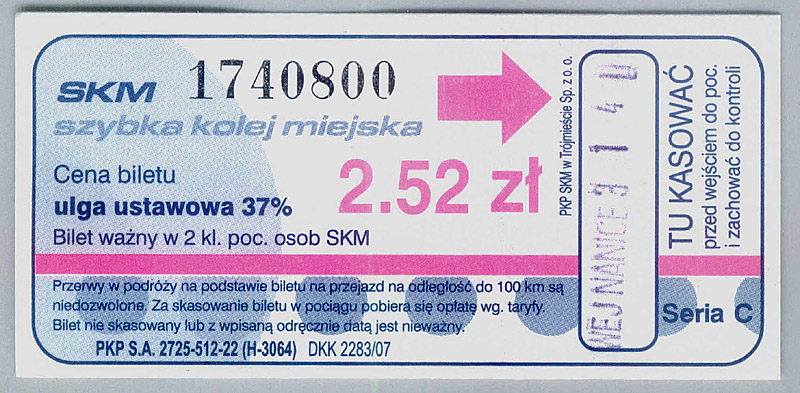 SKM 1740800
szybka kolej miejska
Cena biletu
ulga ustawowa 37%
2.52 zł
Bilet ważny w 2 kl. poc. osob SKM
Przerwy w podróży na podstawie biletu na przejazd na odległość do 100 km są
niedozwolone. Za skasowanie biletu w pociągu pobiera się opłatę wg. taryfy.
Bilet nie skasowany lub z wpisaną odręcznie datą jest nieważny.
PKP S.A. 2725-512-22 (H-3064) DKK 2283/07
PKP SKM w Trójmieście Sp. z o. o.
TU KASOWAĆ
przed wejściem do poc.
i zachować do kontroli
Seria C